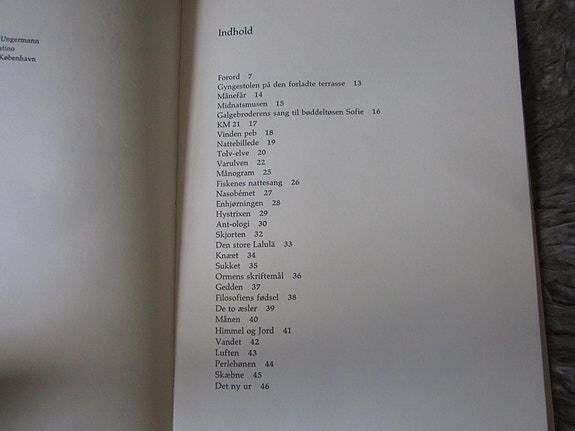 Ungermann
København
Indhold
Forord 7
Gyngestolen på den forladte terrasse 13
Månefår 14
Midnatsmusen 15
Galgebroderens sang til bøddeltøsen Sofie 16
KM 21 17
Vinden peb 18
Nattebillede 19
Tolv-elve 20
Varulven 22
Månogram 25
Fiskenes nattesang 26
Nasobémet 27
Enhjørningen 28
Hystrixen 29
Ant-ologi 30
Skjorten 32
Den store Lalulā 33
Knæet 34
Sukket 35
Ormens skriftemål 36
Gedden 37
Filosofiens fødsel 38
De to æsler 39
Månen 40
Himmel og Jord 41
Vandet 42
Luften 43
Perlehønen 44
Skæbne 45
Det ny ur 46